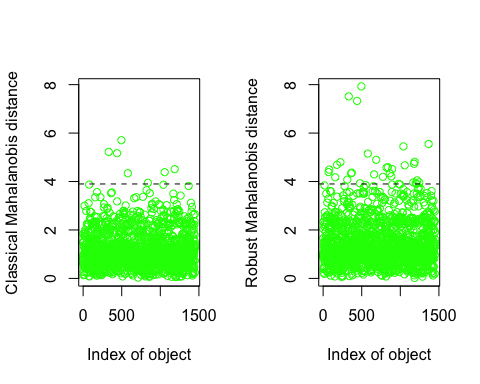 Classical Mahalanobis distance
8
6
4
2
0
0 500 1500
Index of object
Robust Mahalanobis distance
8
6
4
2
0
0 500 1500
Index of object